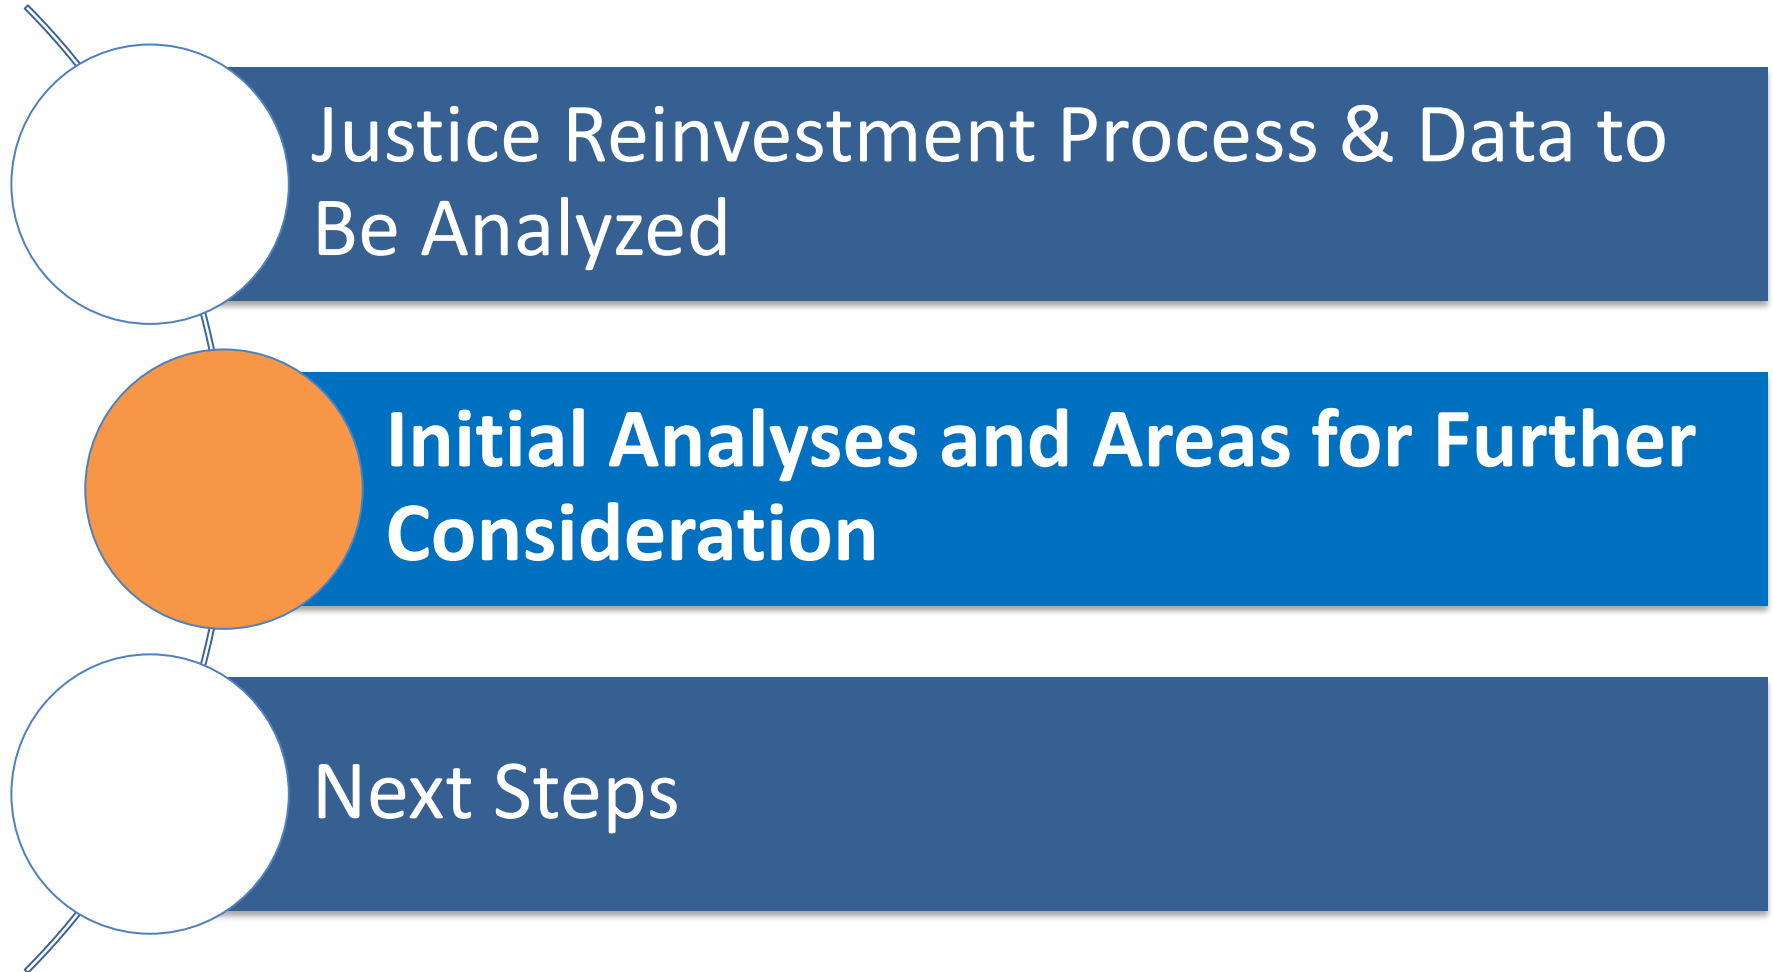 Justice Reinvestment Process & Data to
Be Analyzed
Initial Analyses and Areas for Further
Consideration
Next Steps